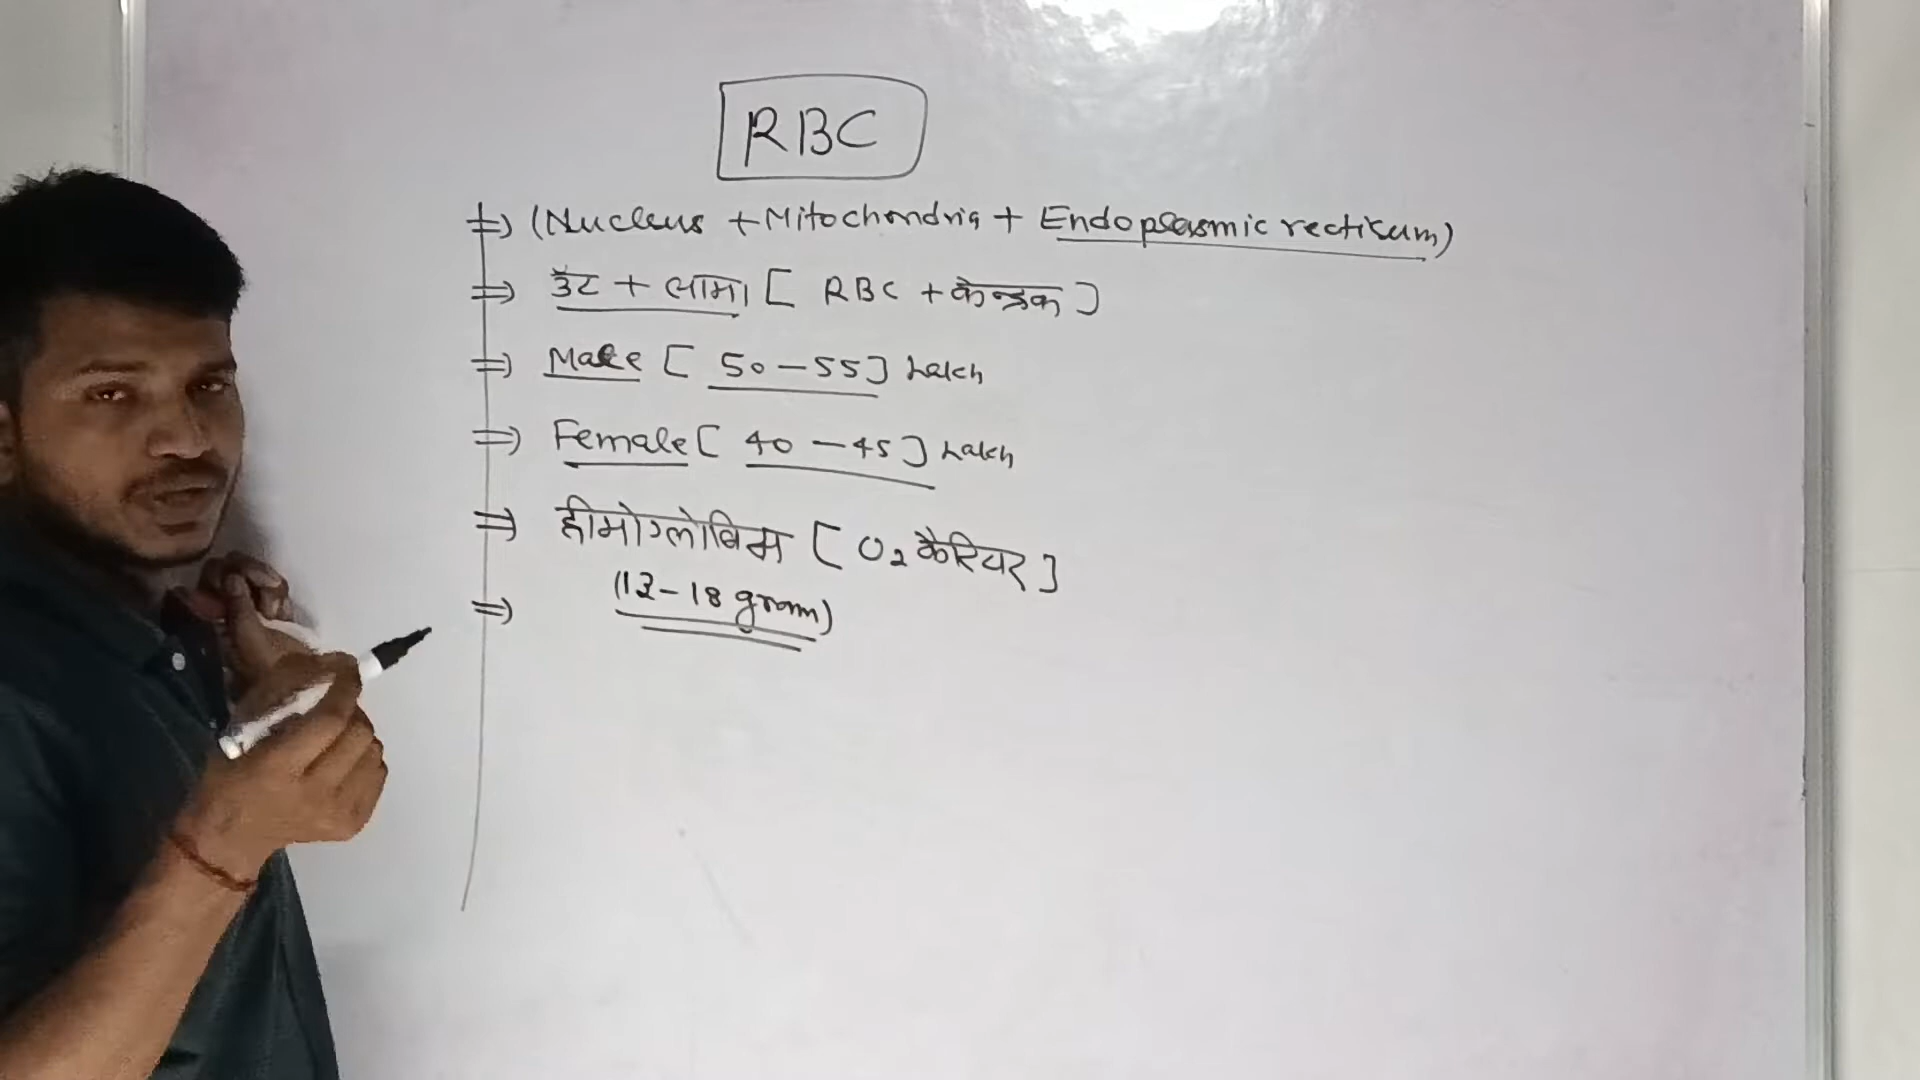 RBC
⇒ (Nucleus + Mitochondria + Endoplasmic recticum)
⇒ ऊँट + लामा [ RBC + केन्द्रक ]
⇒ Male [ 50 – 55 ] Lakh
⇒ Female [ 40 – 45 ] Lakh
⇒ हीमोग्लोबिम [ O₂ कैरियर ]
⇒ (12 – 18 gram)